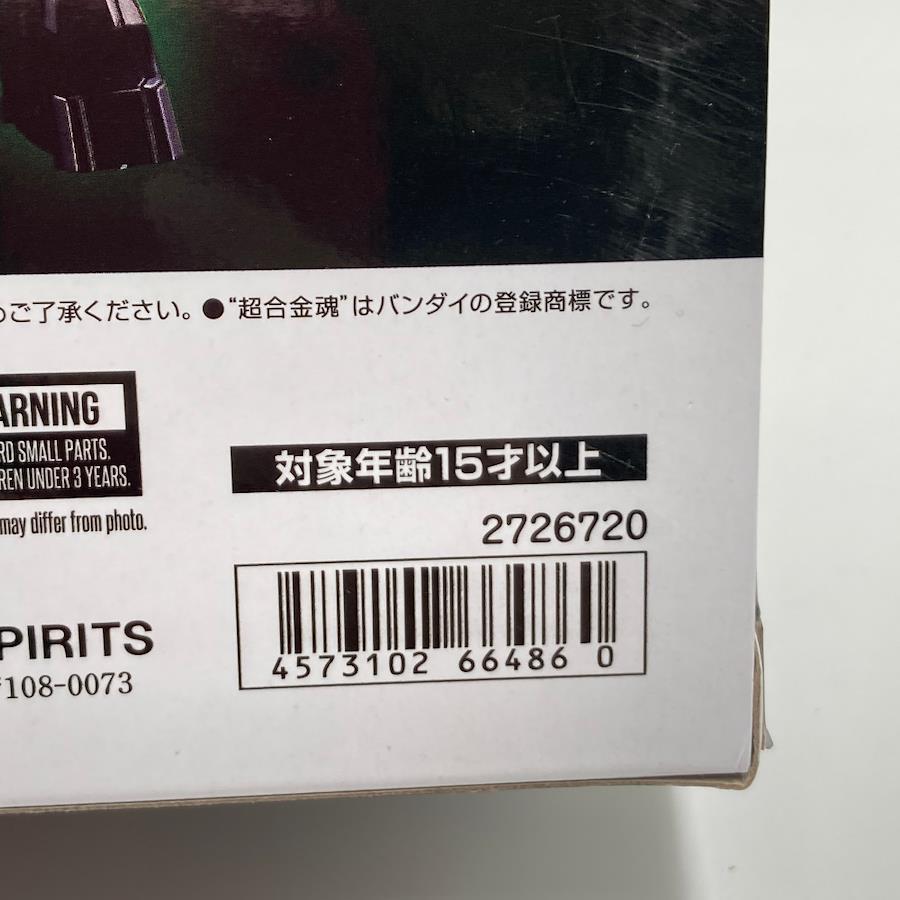 ご了承ください。●“超合金魂”はバンダイの登録商標です。
ARNING
RD SMALL PARTS.
REN UNDER 3 YEARS.
may differ from photo.
対象年齢15才以上
2726720
4573102 66486 0
PIRITS
〒108-0073